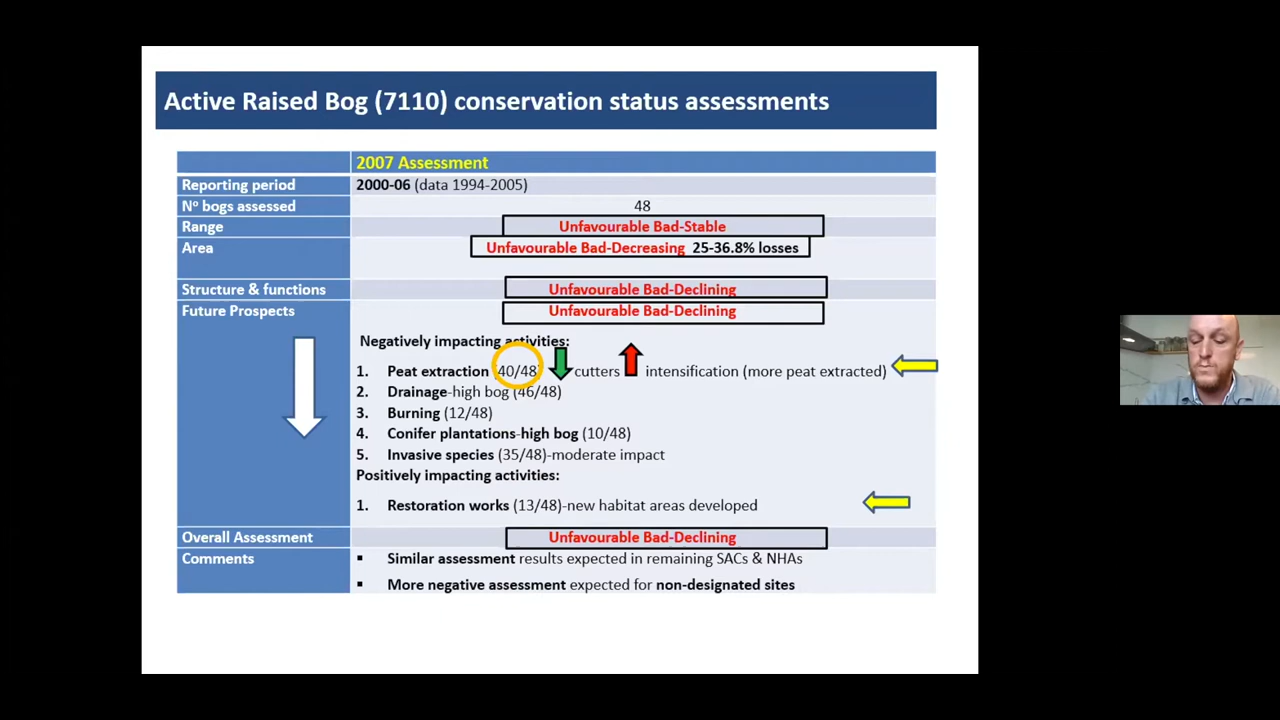 Active Raised Bog (7110) conservation status assessments
2007 Assessment
Reporting period 2000-06 (data 1994-2005)
Nº bogs assessed 48
Range Unfavourable Bad-Stable
Area Unfavourable Bad-Decreasing 25-36.8% losses
Structure & functions Unfavourable Bad-Declining
Future Prospects Unfavourable Bad-Declining
Negatively impacting activities:
1. Peat extraction (40/48) cutters intensification (more peat extracted)
2. Drainage-high bog (46/48)
3. Burning (12/48)
4. Conifer plantations-high bog (10/48)
5. Invasive species (35/48)-moderate impact
Positively impacting activities:
1. Restoration works (13/48)-new habitat areas developed
Overall Assessment Unfavourable Bad-Declining
Comments ▪ Similar assessment results expected in remaining SACs & NHAs
▪ More negative assessment expected for non-designated sites